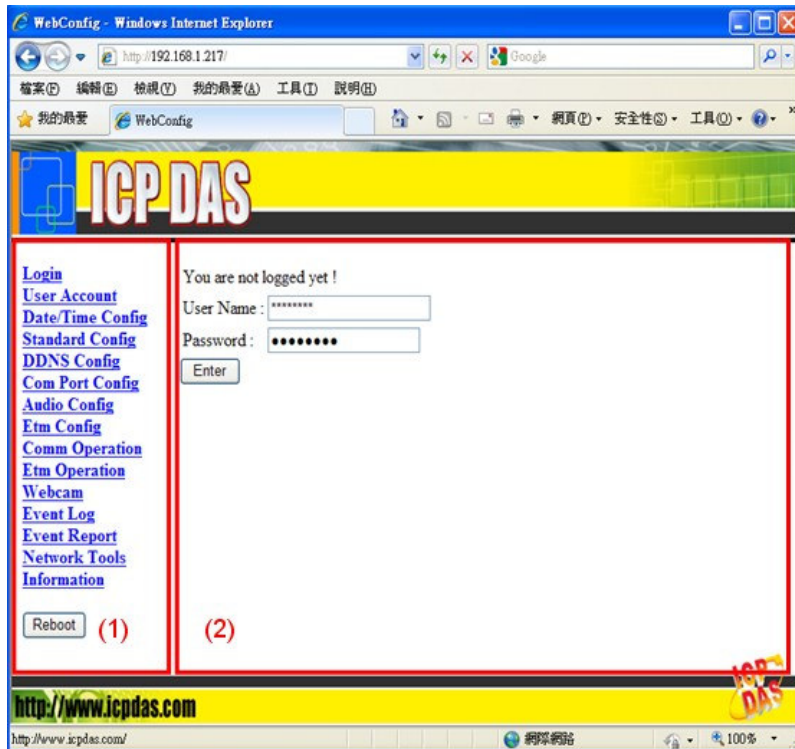 WebConfig - Windows Internet Explorer
http://192.168.1.217/
Google
檔案(F) 編輯(E) 檢視(V) 我的最愛(A) 工具(T) 說明(H)
我的最愛 WebConfig 網頁(P) 安全性(S) 工具(O)
ICP DAS
Login
User Account
Date/Time Config
Standard Config
DDNS Config
Com Port Config
Audio Config
Etm Config
Comm Operation
Etm Operation
Webcam
Event Log
Event Report
Network Tools
Information
Reboot
(1)
You are not logged yet !
User Name : ********
Password : ●●●●●●●●
Enter
(2)
http://www.icpdas.com
ICP DAS
http://www.icpdas.com/ 網際網路 100%